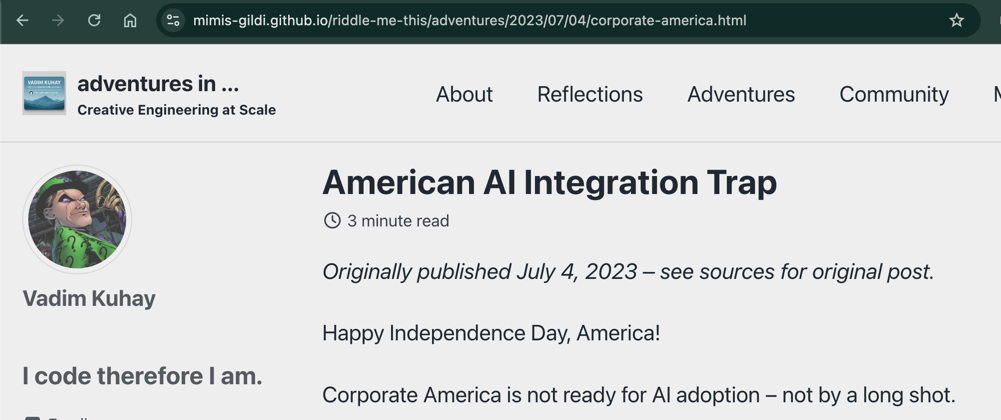 mimis-gildi.github.io/riddle-me-this/adventures/2023/07/04/corporate-america.html
adventures in ...
Creative Engineering at Scale
About Reflections Adventures Community
American AI Integration Trap
3 minute read
Originally published July 4, 2023 – see sources for original post.
Vadim Kuhay
Happy Independence Day, America!
I code therefore I am.
Corporate America is not ready for AI adoption – not by a long shot.